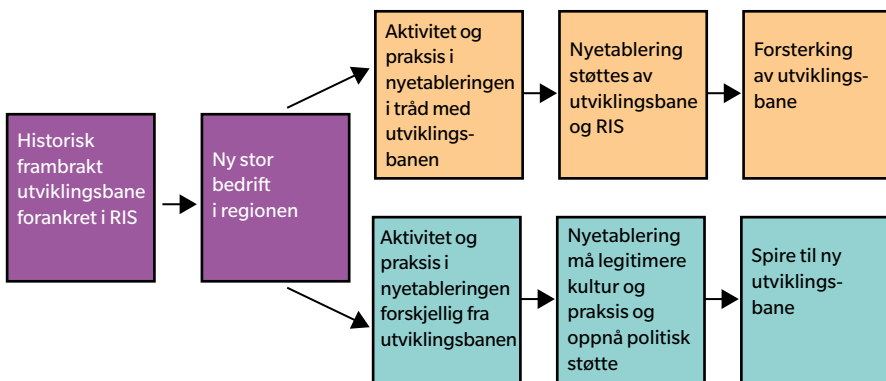 Historisk
frambrakt
utviklingsbane
forankret i RIS
Ny stor
bedrift
i regionen
Aktivitet og
praksis i
nyetableringen
i tråd med
utviklings-
banen
Nyetablering
støttes av
utviklingsbane
og RIS
Forsterking
av utviklings-
bane
Aktivitet og
praksis i
nyetableringen
forskjellig fra
utviklingsbanen
Nyetablering
må legitimere
kultur og
praksis og
oppnå politisk
støtte
Spire til ny
utviklings-
bane